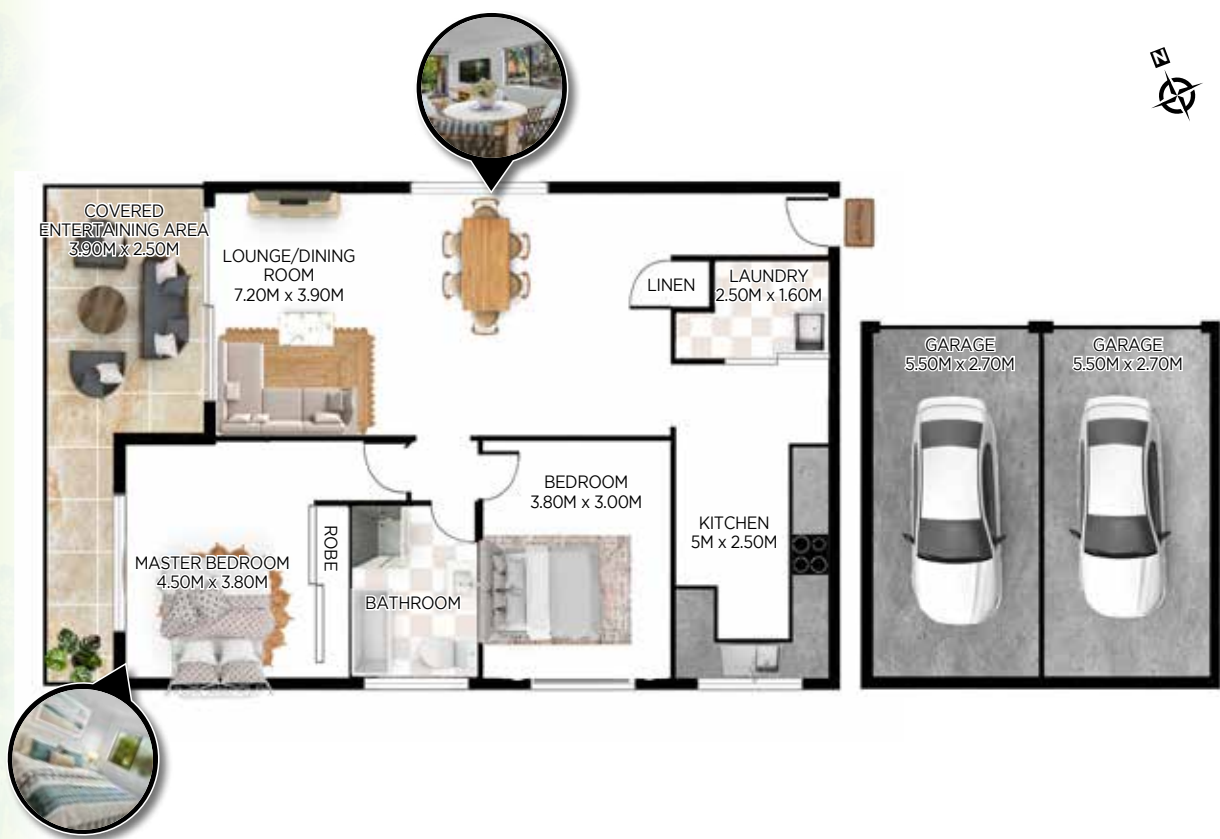 N
COVERED
ENTERTAINING AREA
3.90M x 2.50M
LOUNGE/DINING
ROOM
7.20M x 3.90M
LINEN
LAUNDRY
2.50M x 1.60M
GARAGE
5.50M x 2.70M
GARAGE
5.50M x 2.70M
BEDROOM
3.80M x 3.00M
KITCHEN
5M x 2.50M
ROBE
MASTER BEDROOM
4.50M x 3.80M
BATHROOM